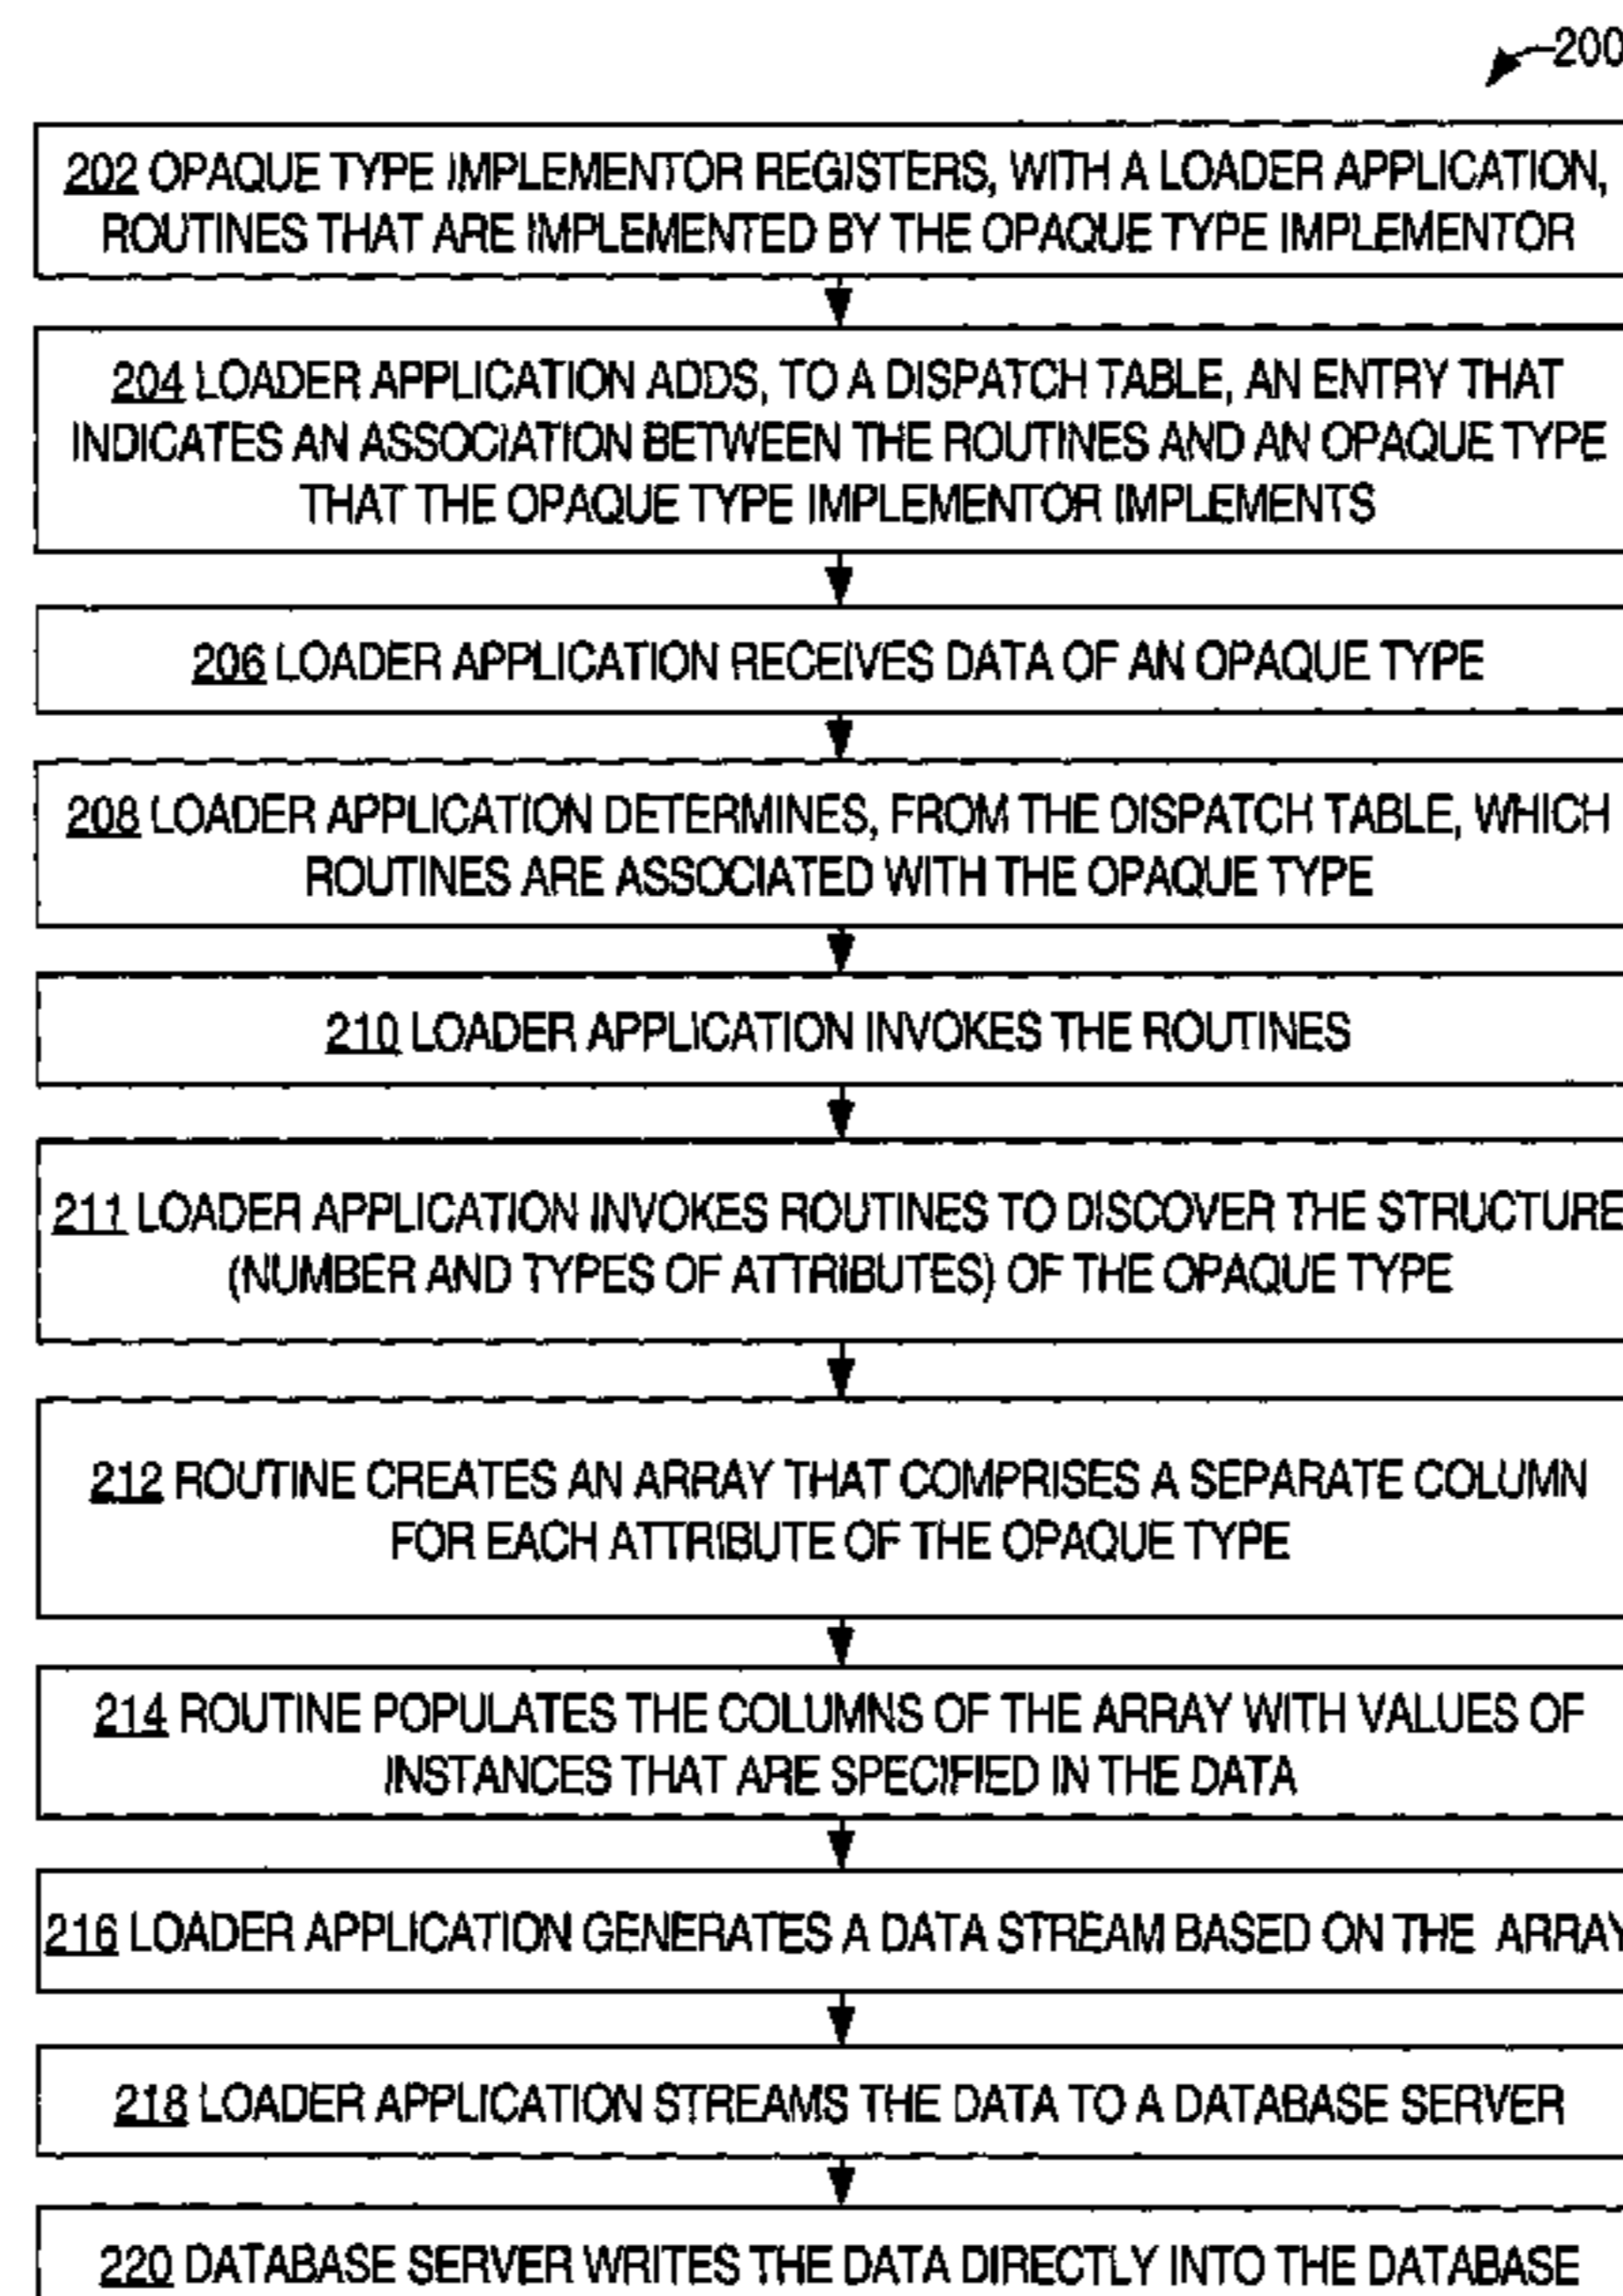 200
202 OPAQUE TYPE IMPLEMENTOR REGISTERS, WITH A LOADER APPLICATION,
ROUTINES THAT ARE IMPLEMENTED BY THE OPAQUE TYPE IMPLEMENTOR
204 LOADER APPLICATION ADDS, TO A DISPATCH TABLE, AN ENTRY THAT
INDICATES AN ASSOCIATION BETWEEN THE ROUTINES AND AN OPAQUE TYPE
THAT THE OPAQUE TYPE IMPLEMENTOR IMPLEMENTS
206 LOADER APPLICATION RECEIVES DATA OF AN OPAQUE TYPE
208 LOADER APPLICATION DETERMINES, FROM THE DISPATCH TABLE, WHICH
ROUTINES ARE ASSOCIATED WITH THE OPAQUE TYPE
210 LOADER APPLICATION INVOKES THE ROUTINES
211 LOADER APPLICATION INVOKES ROUTINES TO DISCOVER THE STRUCTURE
(NUMBER AND TYPES OF ATTRIBUTES) OF THE OPAQUE TYPE
212 ROUTINE CREATES AN ARRAY THAT COMPRISES A SEPARATE COLUMN
FOR EACH ATTRIBUTE OF THE OPAQUE TYPE
214 ROUTINE POPULATES THE COLUMNS OF THE ARRAY WITH VALUES OF
INSTANCES THAT ARE SPECIFIED IN THE DATA
216 LOADER APPLICATION GENERATES A DATA STREAM BASED ON THE ARRAY
218 LOADER APPLICATION STREAMS THE DATA TO A DATABASE SERVER
220 DATABASE SERVER WRITES THE DATA DIRECTLY INTO THE DATABASE